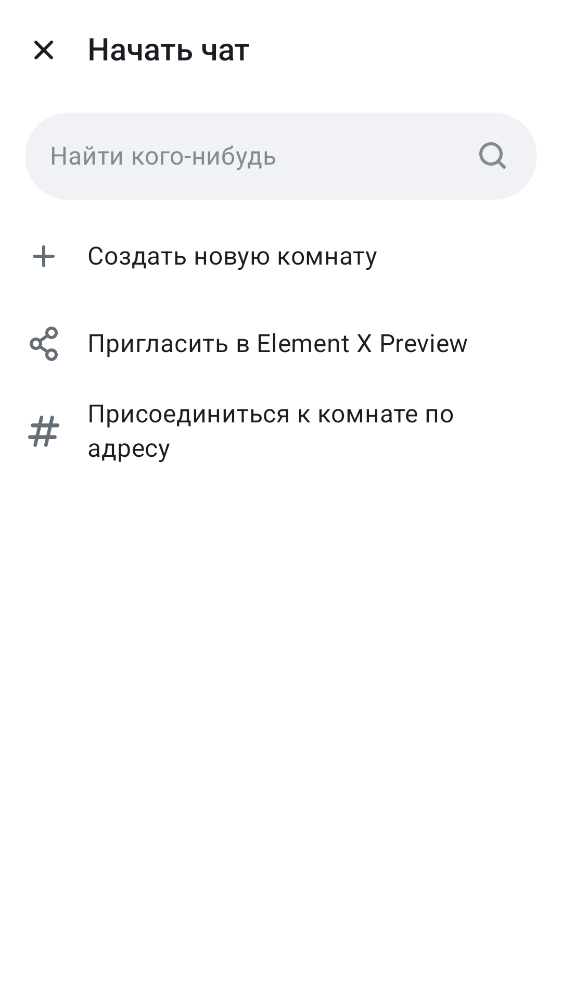 Начать чат
Найти кого-нибудь
Создать новую комнату
Пригласить в Element X Preview
Присоединиться к комнате по
адресу